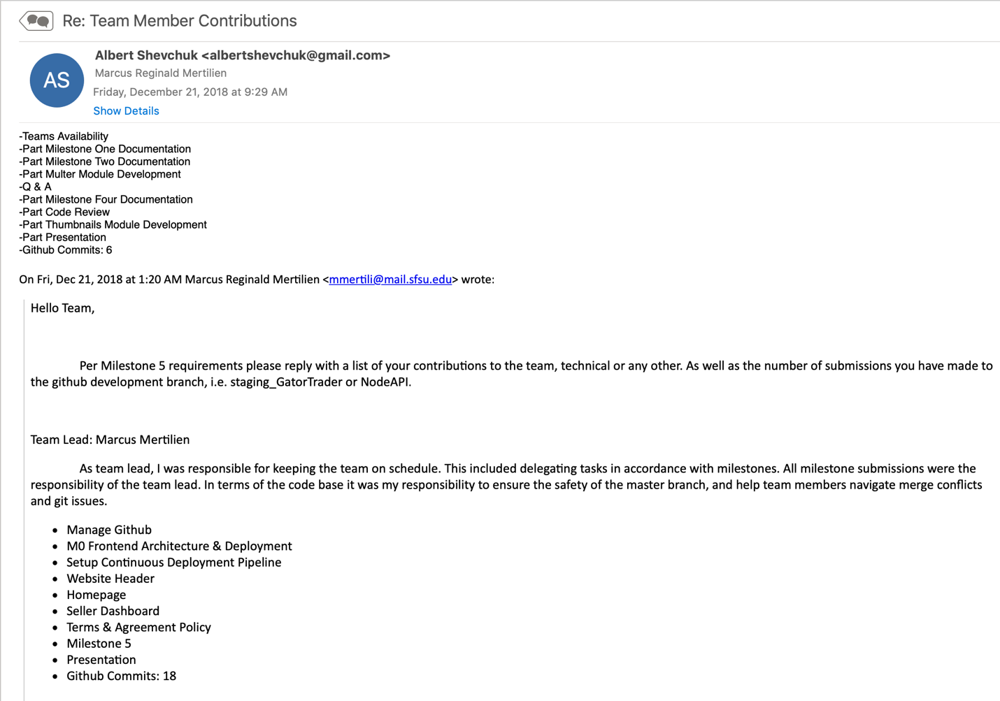 Re: Team Member Contributions
AS
Albert Shevchuk <albertshevchuk@gmail.com>
Marcus Reginald Mertilien
Friday, December 21, 2018 at 9:29 AM
Show Details
-Teams Availability
-Part Milestone One Documentation
-Part Milestone Two Documentation
-Part Multer Module Development
-Q & A
-Part Milestone Four Documentation
-Part Code Review
-Part Thumbnails Module Development
-Part Presentation
-Github Commits: 6
On Fri, Dec 21, 2018 at 1:20 AM Marcus Reginald Mertilien <mmertili@mail.sfsu.edu> wrote:
Hello Team,
Per Milestone 5 requirements please reply with a list of your contributions to the team, technical or any other. As well as the number of submissions you have made to
the github development branch, i.e. staging_GatorTrader or NodeAPI.
Team Lead: Marcus Mertilien
As team lead, I was responsible for keeping the team on schedule. This included delegating tasks in accordance with milestones. All milestone submissions were the
responsibility of the team lead. In terms of the code base it was my responsibility to ensure the safety of the master branch, and help team members navigate merge conflicts
and git issues.
• Manage Github
• M0 Frontend Architecture & Deployment
• Setup Continuous Deployment Pipeline
• Website Header
• Homepage
• Seller Dashboard
• Terms & Agreement Policy
• Milestone 5
• Presentation
• Github Commits: 18